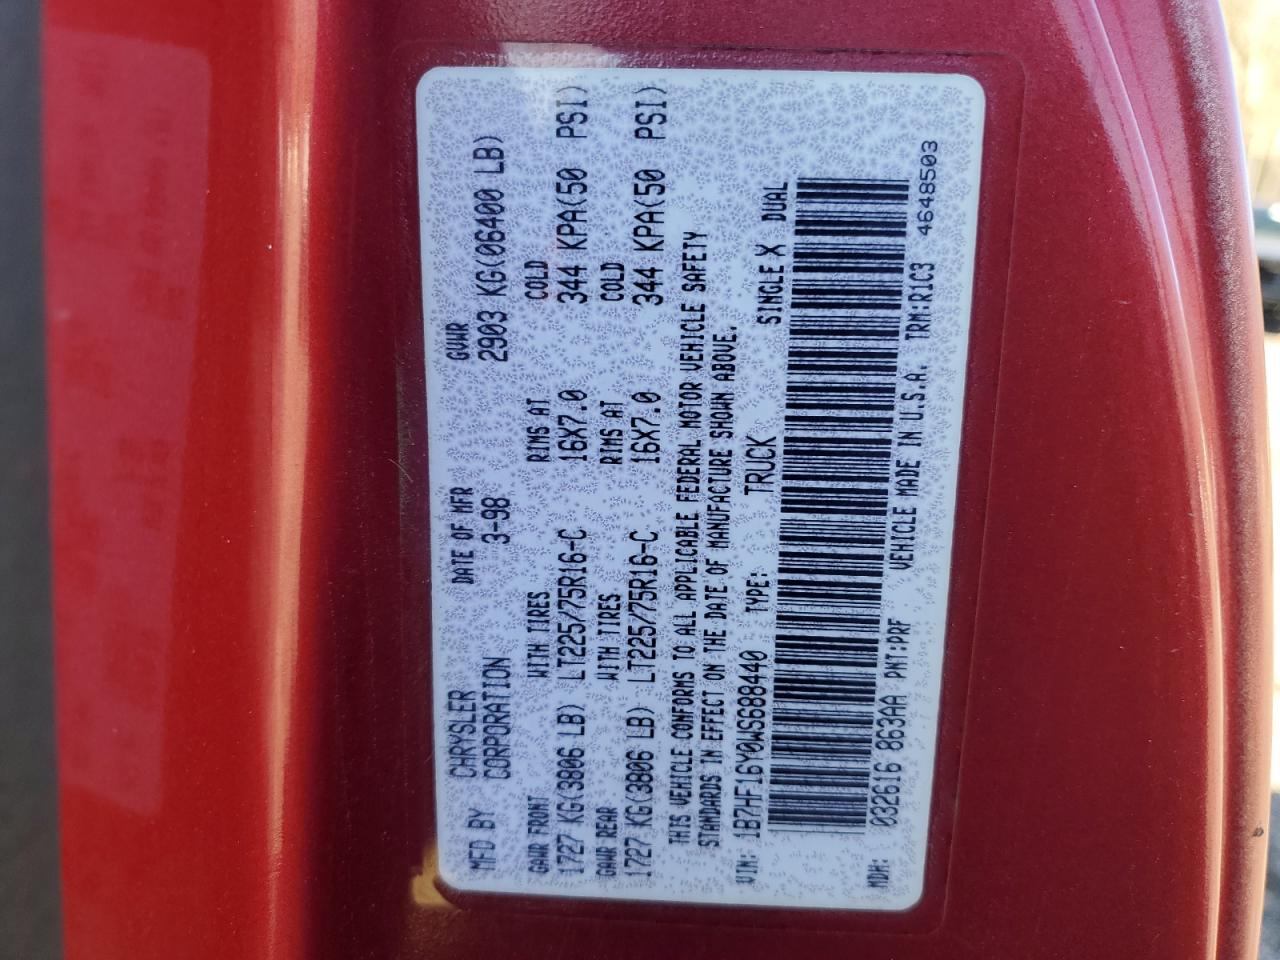 MFD BY CHRYSLER CORPORATION DATE OF MFR 3-98 GVWR 2903 KG(06400 LB)
GAWR FRONT WITH TIRES RIMS AT COLD
1727 KG(3806 LB) LT225/75R16-C 16X7.0 344 KPA(50 PSI)
GAWR REAR WITH TIRES RIMS AT COLD
1727 KG(3806 LB) LT225/75R16-C 16X7.0 344 KPA(50 PSI)
THIS VEHICLE CONFORMS TO ALL APPLICABLE FEDERAL MOTOR VEHICLE SAFETY
STANDARDS IN EFFECT ON THE DATE OF MANUFACTURE SHOWN ABOVE.
VIN: 1B7HF16Y0WS688440 TYPE: TRUCK SINGLE X DUAL
MDH: 032616 863AA PNT:PRF VEHICLE MADE IN U.S.A. TRM:R1C3 4648503